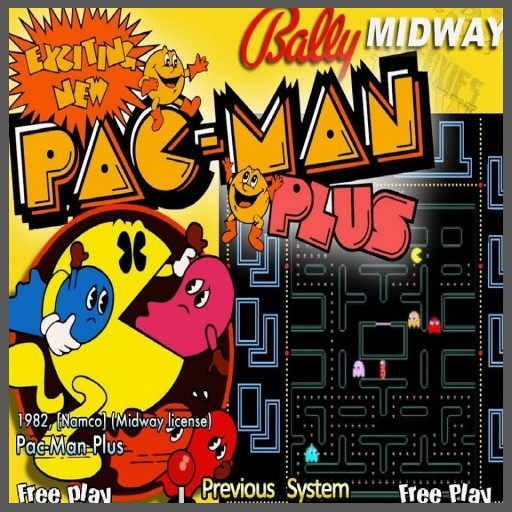 Bally MIDWAY
EXCITING
NEW
PAC-MAN
PLUS
1982, [Namco] (Midway license)
Pac-Man-Plus
Free Play
Previous System
Free Play